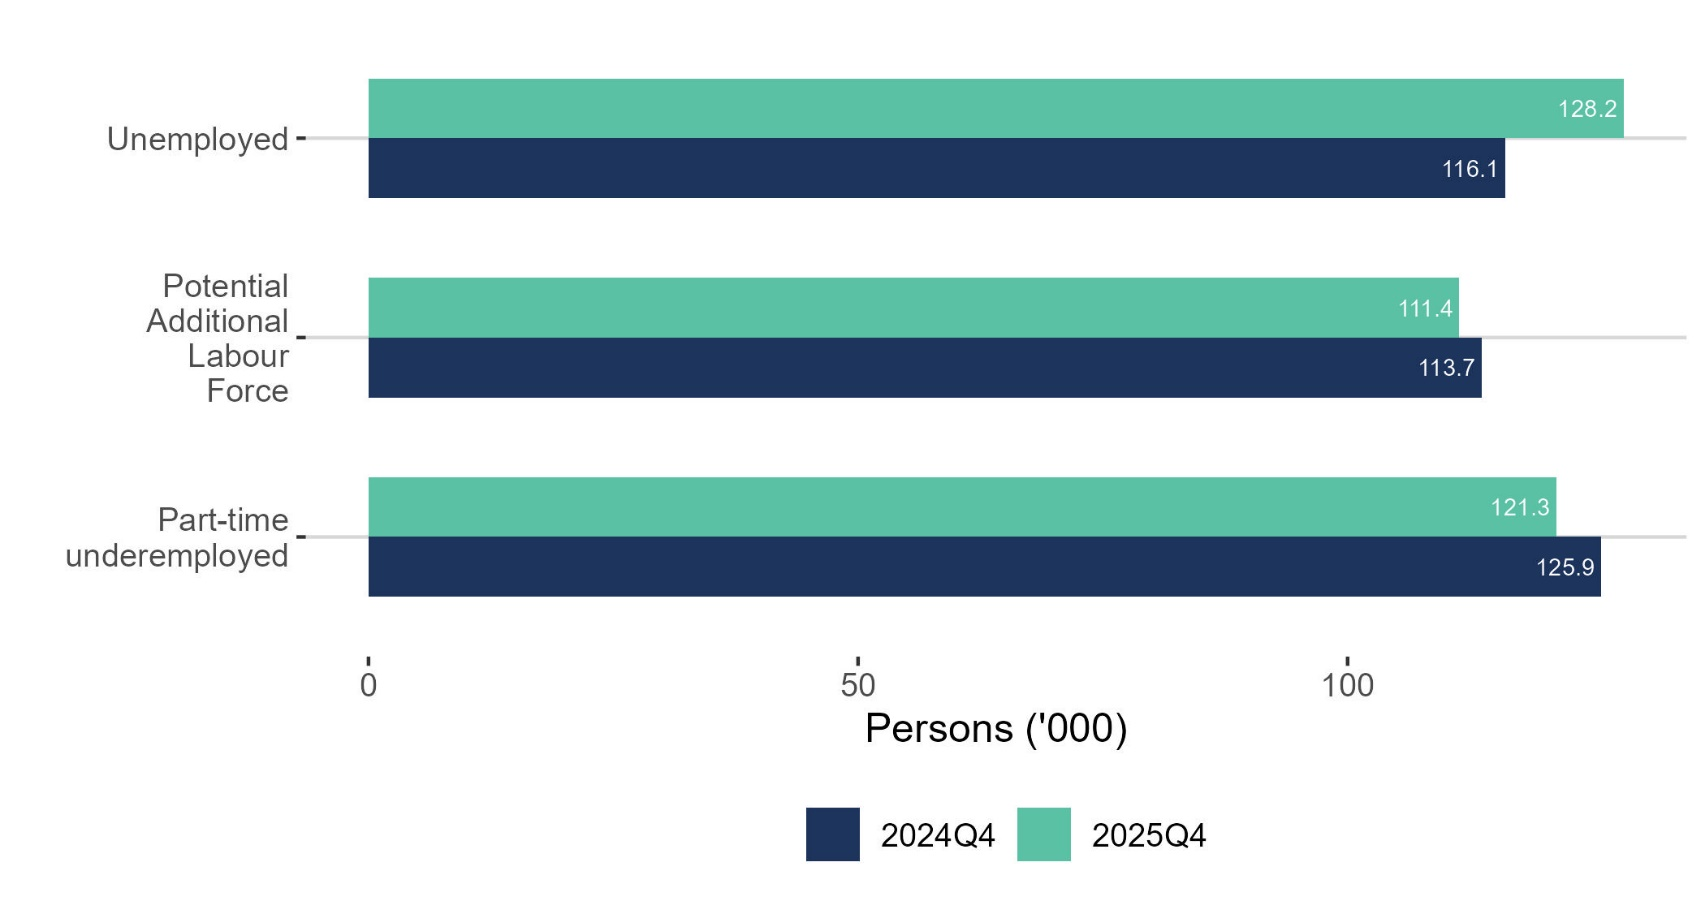 Unemployed
128.2
116.1
Potential
Additional
Labour
Force
111.4
113.7
Part-time
underemployed
121.3
125.9
0 50 100
Persons ('000)
2024Q4 2025Q4